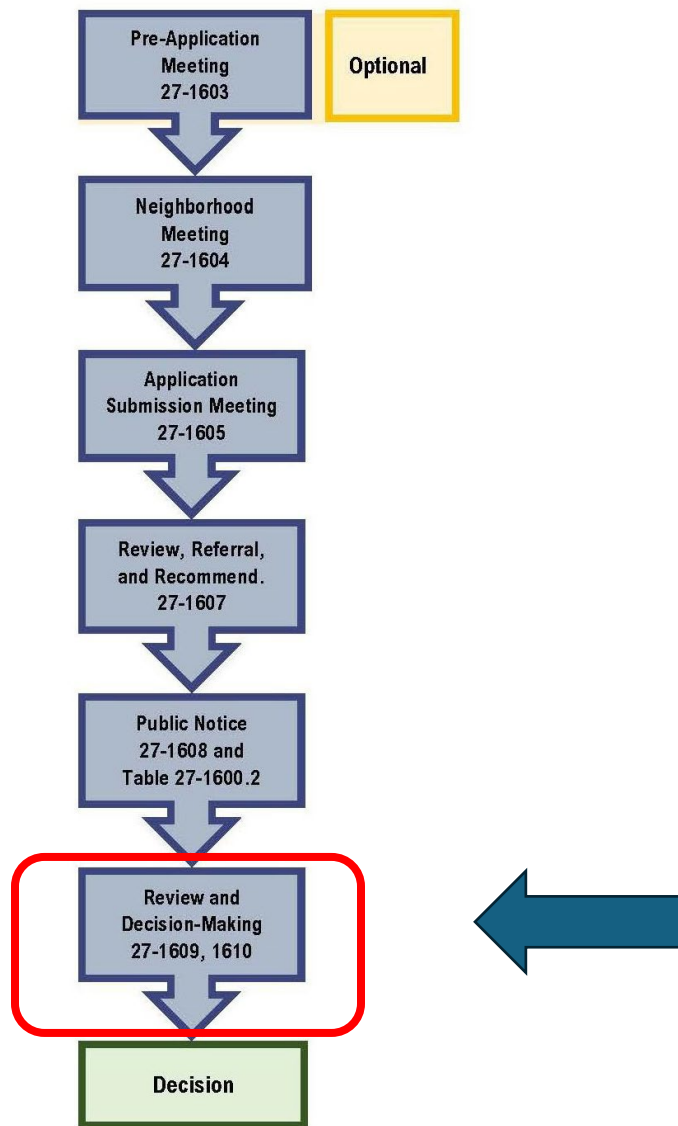 Pre-Application
Meeting
27-1603
Optional
Neighborhood
Meeting
27-1604
Application
Submission Meeting
27-1605
Review, Referral,
and Recommend.
27-1607
Public Notice
27-1608 and
Table 27-1600.2
Review and
Decision-Making
27-1609, 1610
Decision